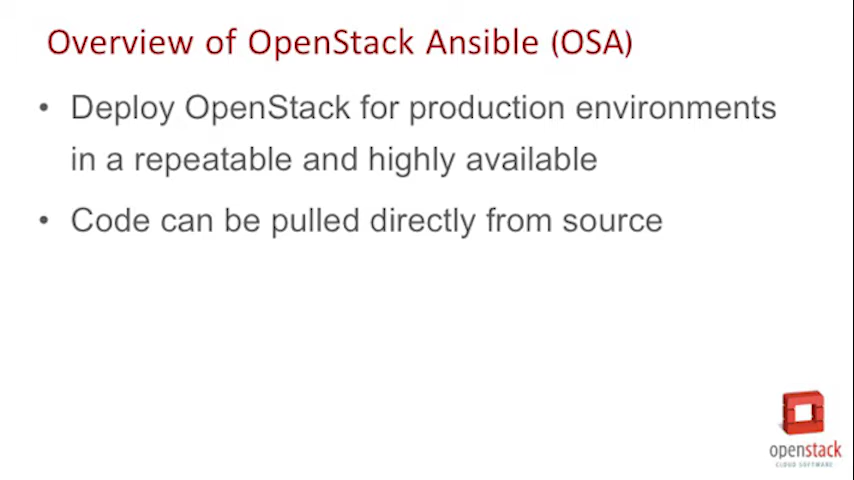 Overview of OpenStack Ansible (OSA)
• Deploy OpenStack for production environments
in a repeatable and highly available
• Code can be pulled directly from source
openstack
CLOUD SOFTWARE